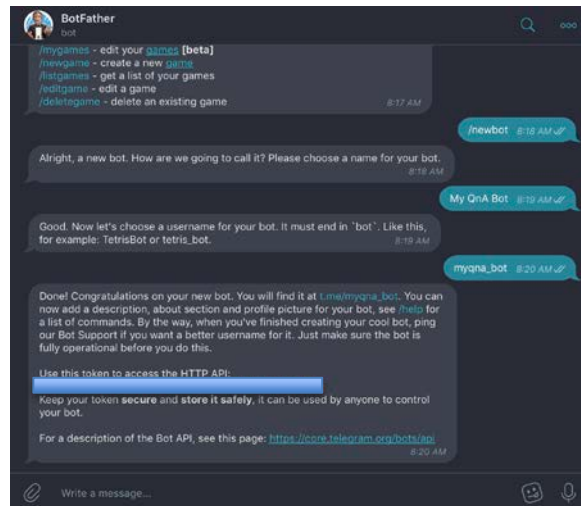 BotFather
bot
/mygames - edit your games [beta]
/newgame - create a new game
/listgames - get a list of your games
/editgame - edit a game
/deletegame - delete an existing game
8:17 AM
/newbot 8:18 AM
Alright, a new bot. How are we going to call it? Please choose a name for your bot.
8:18 AM
My QnA Bot 8:19 AM
Good. Now let's choose a username for your bot. It must end in `bot`. Like this,
for example: TetrisBot or tetris_bot.
8:19 AM
myqna_bot 8:20 AM
Done! Congratulations on your new bot. You will find it at t.me/myqna_bot. You can
now add a description, about section and profile picture for your bot, see /help for
a list of commands. By the way, when you've finished creating your cool bot, ping
our Bot Support if you want a better username for it. Just make sure the bot is
fully operational before you do this.
Use this token to access the HTTP API:
Keep your token secure and store it safely, it can be used by anyone to control
your bot.
For a description of the Bot API, see this page: https://core.telegram.org/bots/api
8:20 AM
Write a message...